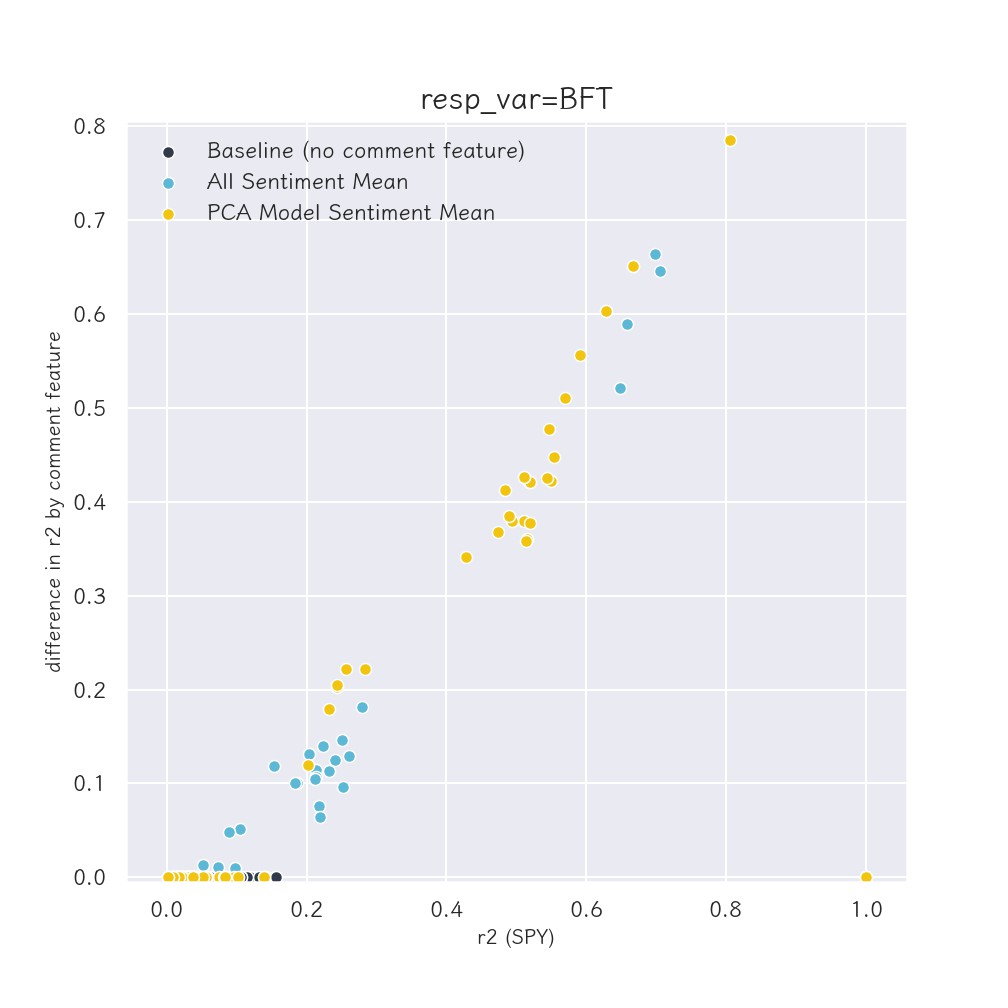 resp_var=BFT
Baseline (no comment feature)
All Sentiment Mean
PCA Model Sentiment Mean
difference in r2 by comment feature
0.8
0.7
0.6
0.5
0.4
0.3
0.2
0.1
0.0
0.0 0.2 0.4 0.6 0.8 1.0
r2 (SPY)